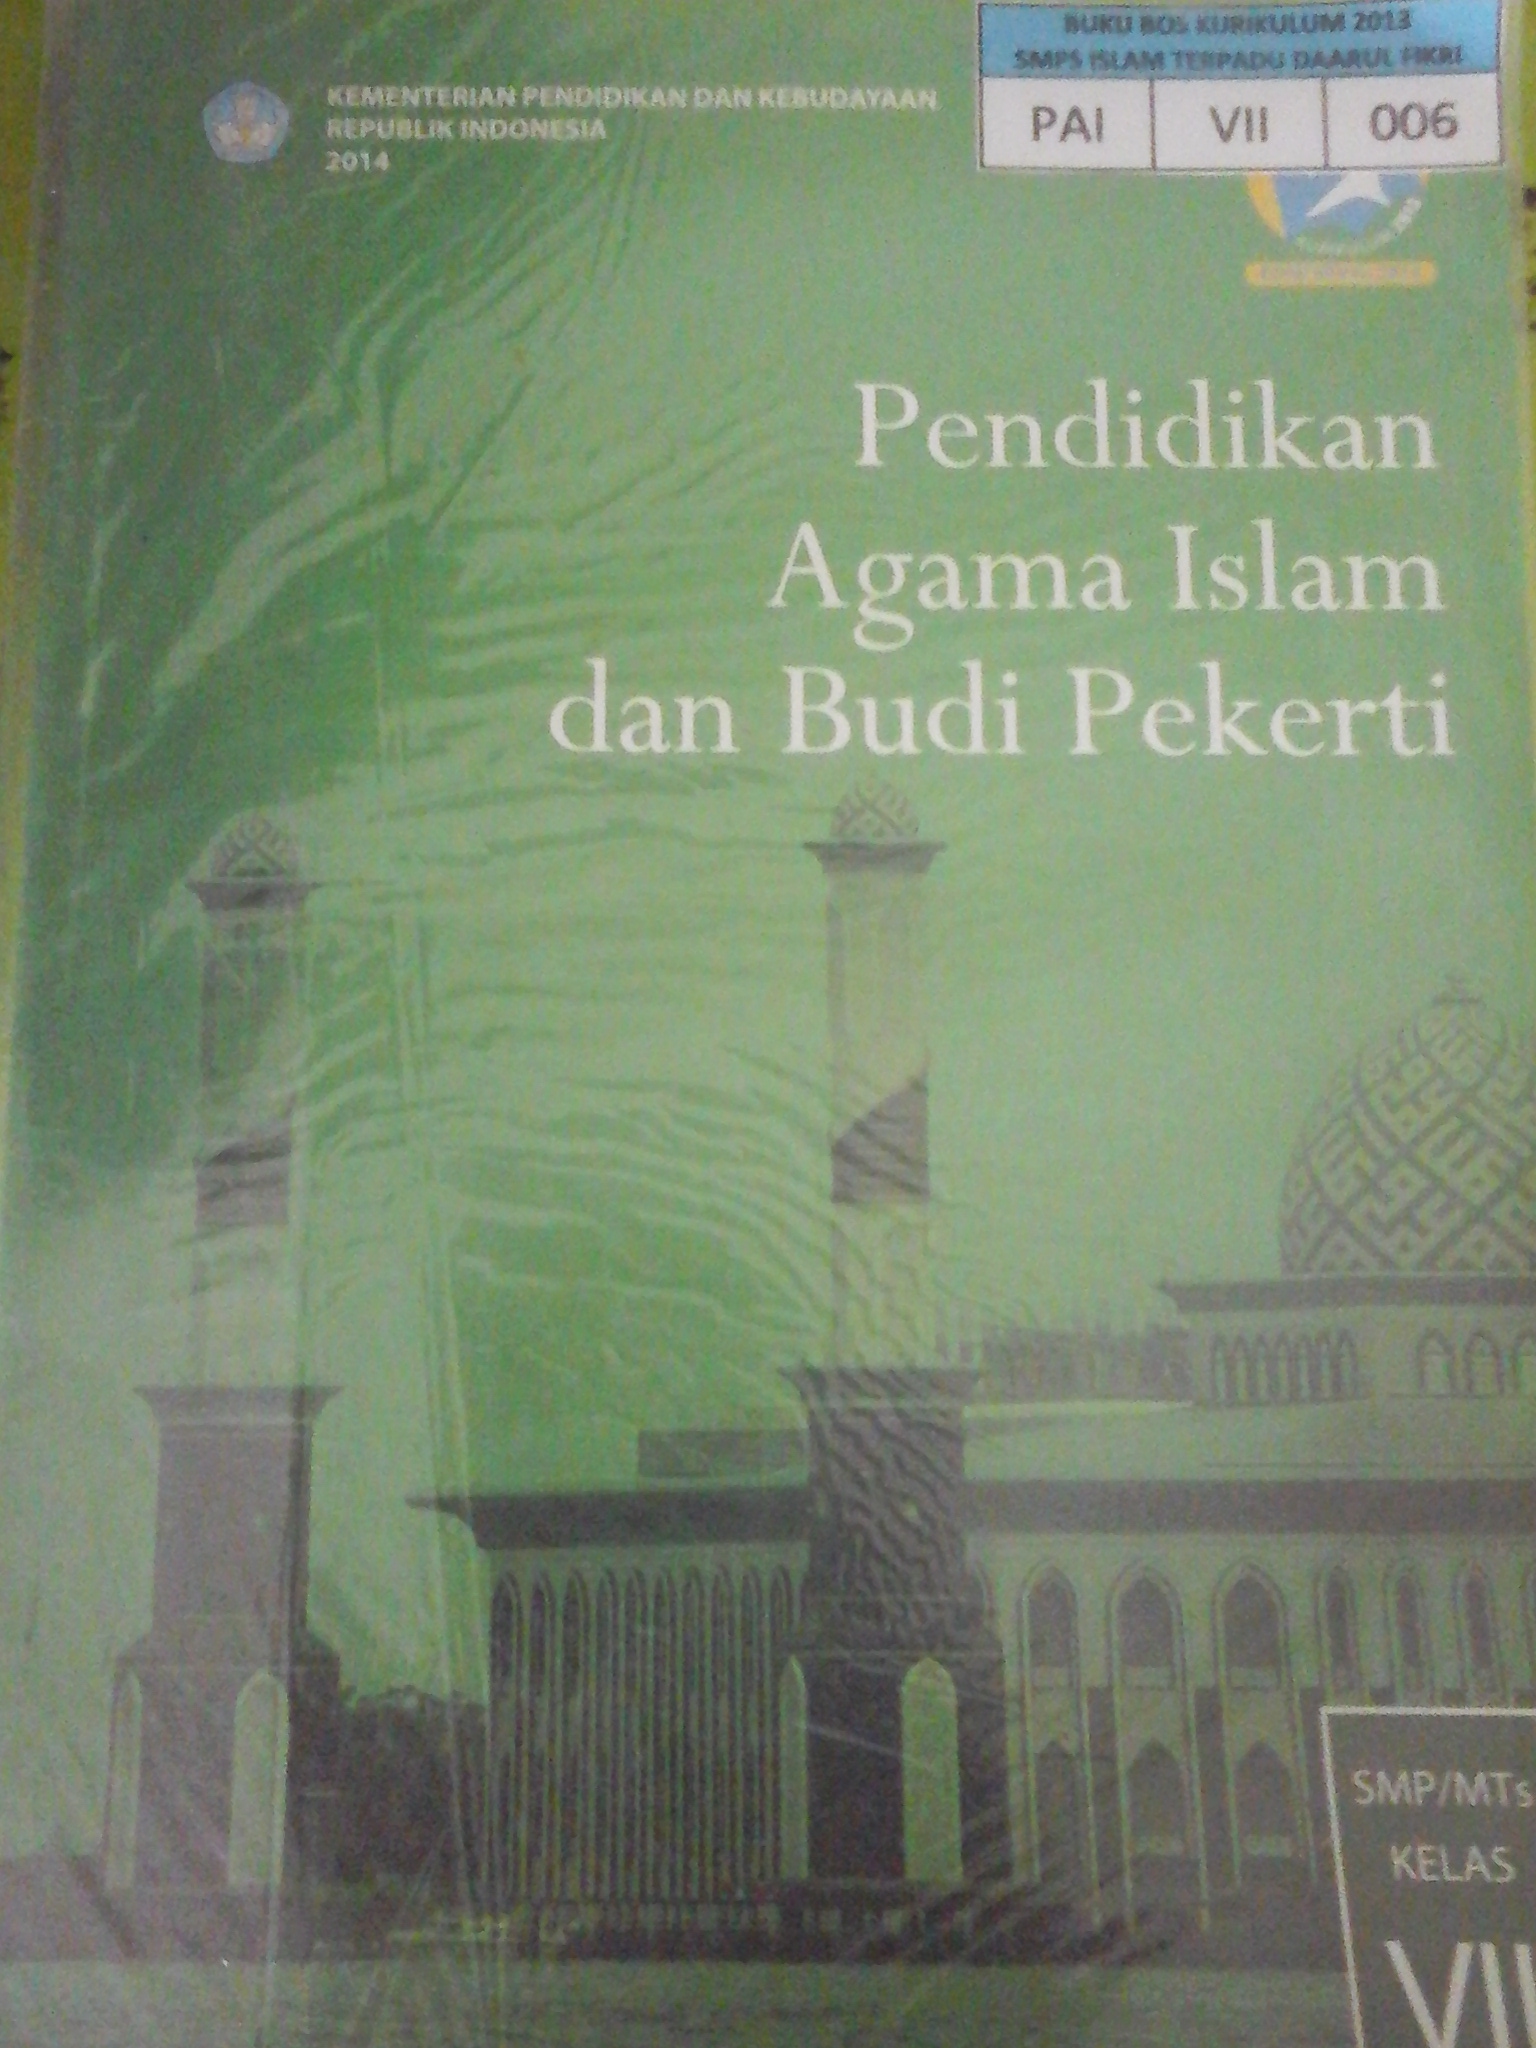 BUKU BOS KURIKULUM 2013
SMPS ISLAM TERPADU DAARUL FIKRI
PAI VII 006
KEMENTERIAN PENDIDIKAN DAN KEBUDAYAAN
REPUBLIK INDONESIA
2014
Pendidikan
Agama Islam
dan Budi Pekerti
SMP/MTs
KELAS
VII